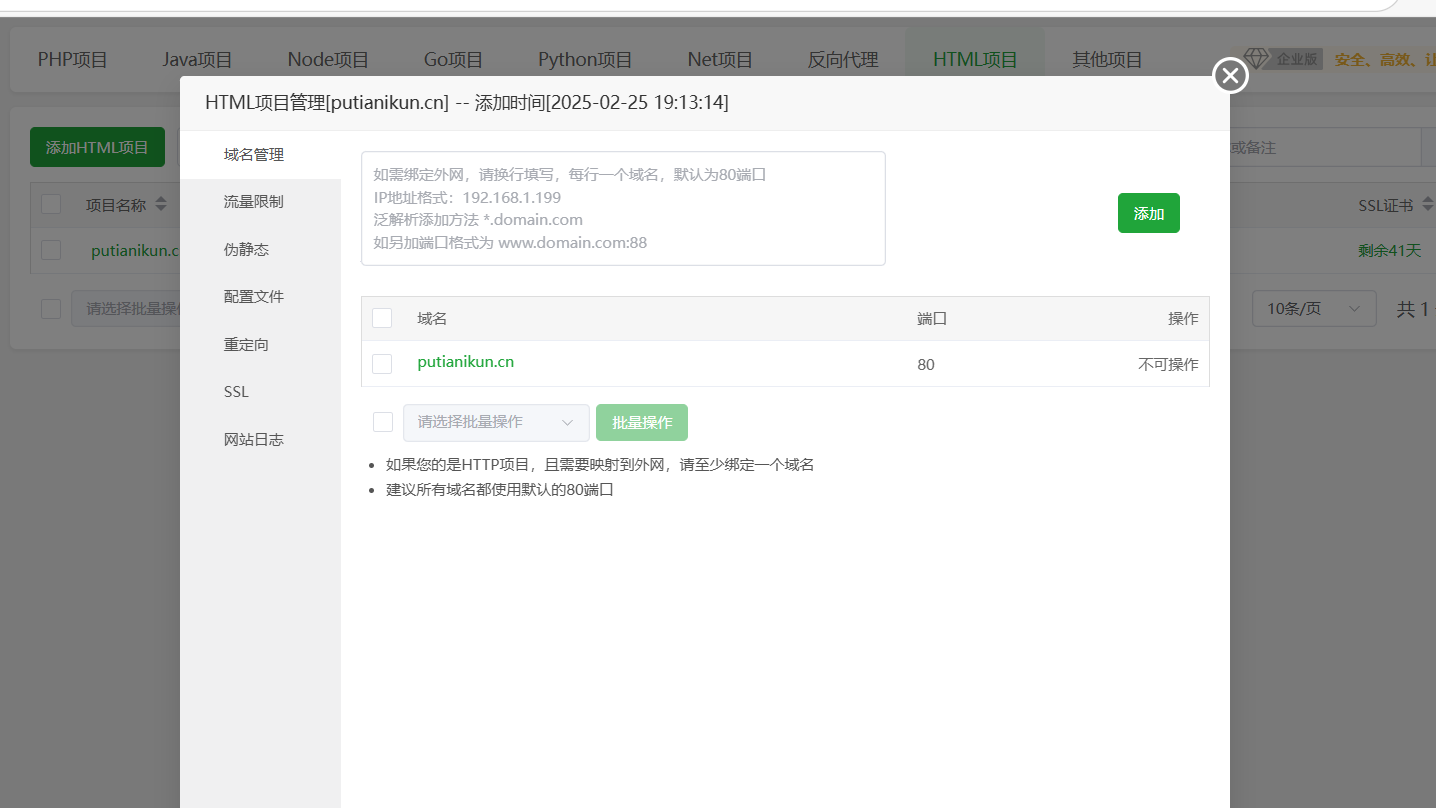 PHP项目 Java项目 Node项目 Go项目 Python项目 Net项目 反向代理 HTML项目 其他项目 企业版 安全、高效、让
HTML项目管理[putianikun.cn] -- 添加时间[2025-02-25 19:13:14]
添加HTML项目
或备注
项目名称
SSL证书
putianikun.c
剩余41天
请选择批量操作
10条/页
共 1
域名管理
流量限制
伪静态
配置文件
重定向
SSL
网站日志
如需绑定外网，请换行填写，每行一个域名，默认为80端口
IP地址格式：192.168.1.199
泛解析添加方法 *.domain.com
如另加端口格式为 www.domain.com:88
添加
域名 端口 操作
putianikun.cn 80 不可操作
请选择批量操作 批量操作
如果您的是HTTP项目，且需要映射到外网，请至少绑定一个域名
建议所有域名都使用默认的80端口